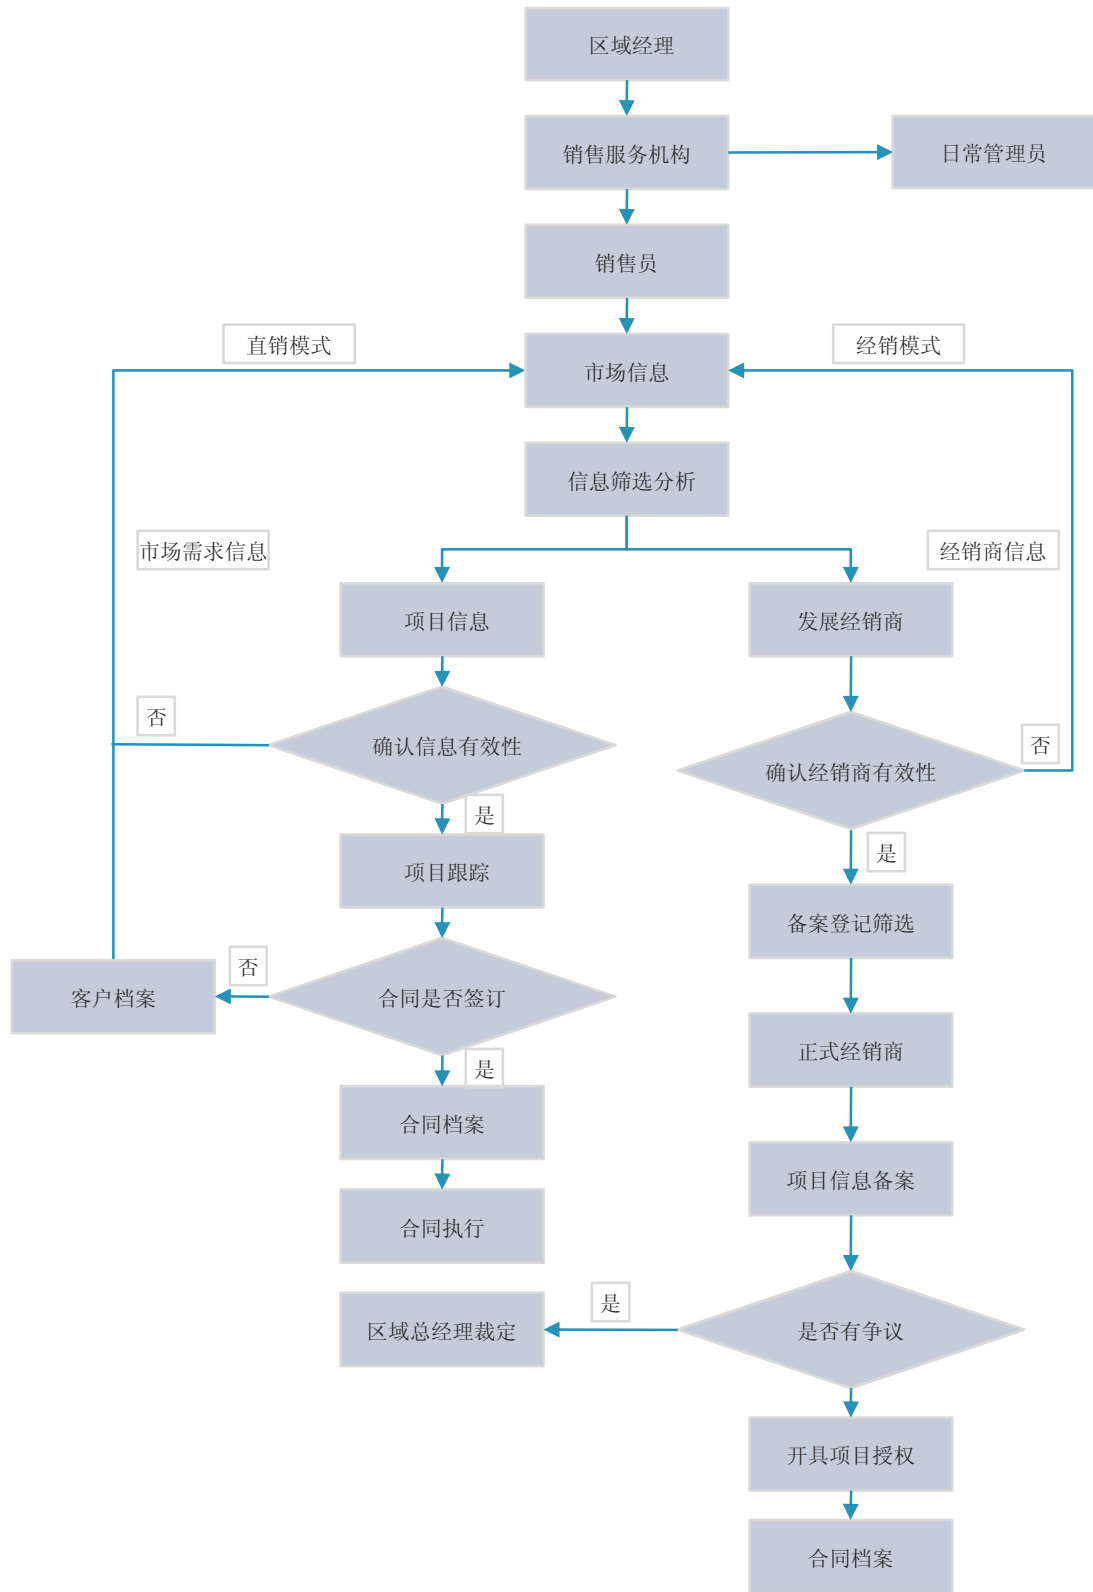 区域经理
销售服务机构
日常管理员
销售员
直销模式
经销模式
市场信息
信息筛选分析
市场需求信息
经销商信息
项目信息
发展经销商
否
确认信息有效性
否
确认经销商有效性
是
是
项目跟踪
备案登记筛选
否
客户档案
合同是否签订
正式经销商
是
合同档案
项目信息备案
合同执行
是
区域总经理裁定
是否有争议
开具项目授权
合同档案